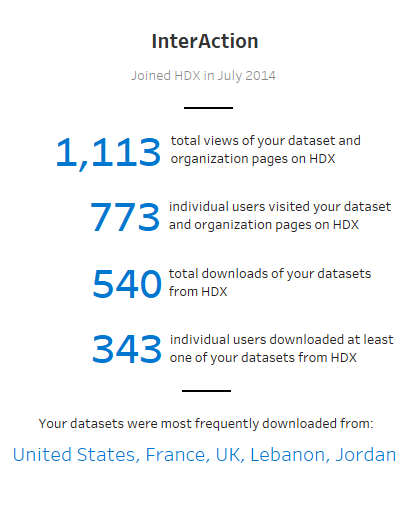 InterAction
Joined HDX in July 2014
1,113 total views of your dataset and
organization pages on HDX
773 individual users visited your dataset
and organization pages on HDX
540 total downloads of your datasets
from HDX
343 individual users downloaded at least
one of your datasets from HDX
Your datasets were most frequently downloaded from:
United States, France, UK, Lebanon, Jordan